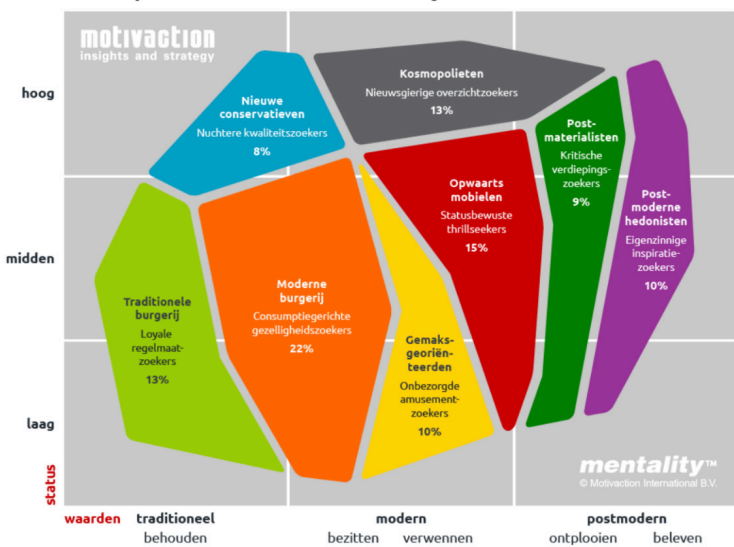 motivaction
insights and strategy
hoog
midden
laag
status
Nieuwe
conservatieven
Nuchtere kwaliteitszoekers
8%
Kosmopolieten
Nieuwsgierige overzichtzoekers
13%
Post-
materialisten
Kritische
verdiepings-
zoekers
9%
Opwaarts
mobielen
Statusbewuste
thrillseekers
15%
Post-
moderne
hedonisten
Eigenzinnige
inspiratie-
zoekers
10%
Traditionele
burgerij
Loyale
regelmaat-
zoekers
13%
Moderne
burgerij
Consumptiegerichte
gezelligheidszoekers
22%
Gemaks-
georiën-
teerden
Onbezorgde
amusement-
zoekers
10%
mentality™
© Motivaction International B.V.
waarden traditioneel modern postmodern
behouden bezitten verwennen ontplooien beleven